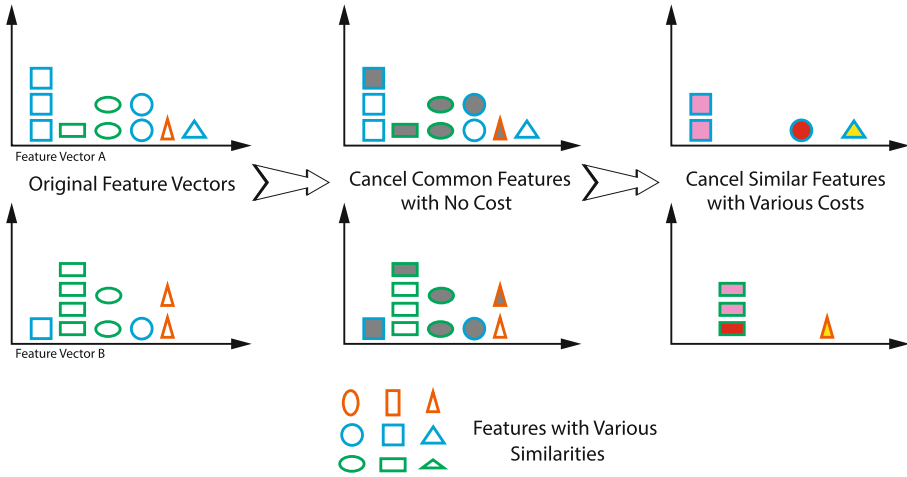 Feature Vector A
Original Feature Vectors
Cancel Common Features
with No Cost
Cancel Similar Features
with Various Costs
Feature Vector B
Features with Various
Similarities